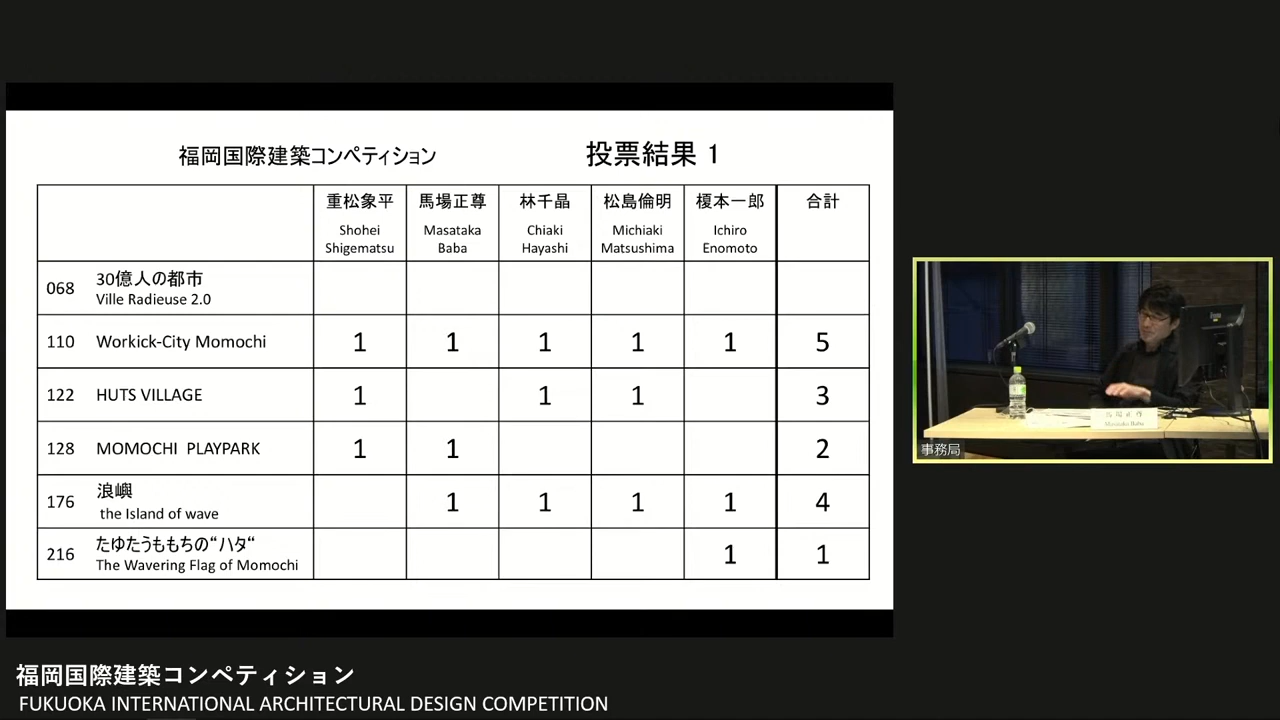 福岡国際建築コンペティション 投票結果 1
重松象平 馬場正尊 林千晶 松島倫明 榎本一郎 合計
Shohei Masataka Chiaki Michiaki Ichiro
Shigematsu Baba Hayashi Matsushima Enomoto
068 30億人の都市
Ville Radieuse 2.0
110 Workick-City Momochi 1 1 1 1 1 5
122 HUTS VILLAGE 1 1 1 3
128 MOMOCHI PLAYPARK 1 1 2
176 浪嶼 1 1 1 1 4
the Island of wave
216 たゆたうももちの“ハタ“ 1 1
The Wavering Flag of Momochi
馬場正尊
Masataka Baba
事務局
福岡国際建築コンペティション
FUKUOKA INTERNATIONAL ARCHITECTURAL DESIGN COMPETITION